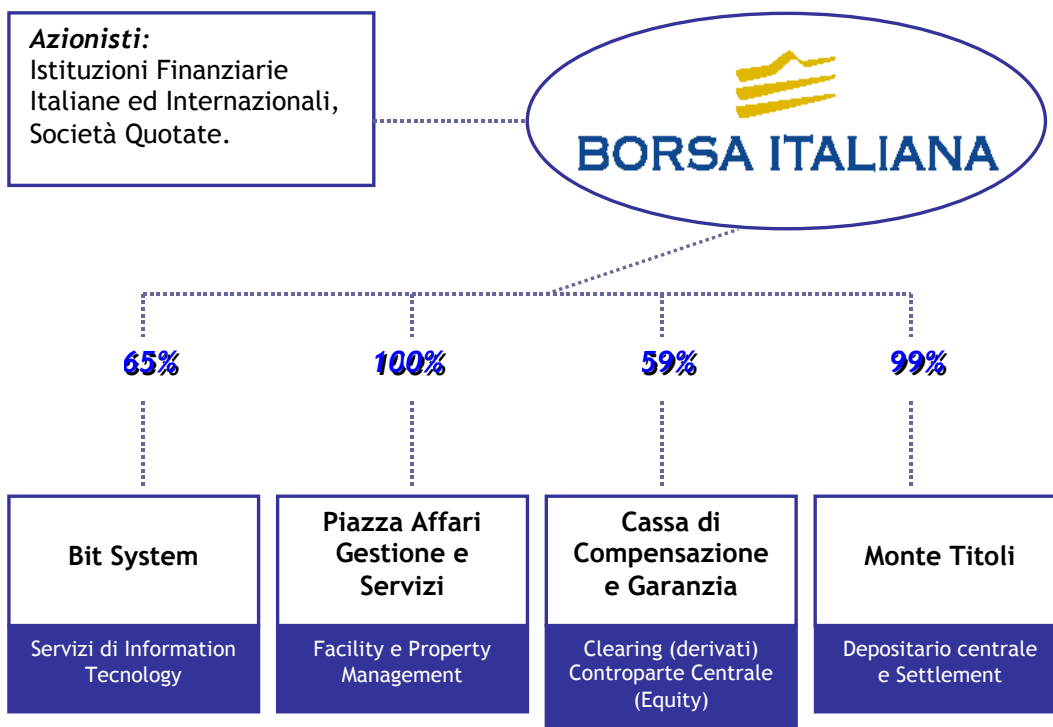 Azionisti:
Istituzioni Finanziarie
Italiane ed Internazionali,
Società Quotate.
BORSA ITALIANA
65%
100%
59%
99%
Bit System
Piazza Affari
Gestione e
Servizi
Cassa di
Compensazione
e Garanzia
Monte Titoli
Servizi di Information
Tecnology
Facility e Property
Management
Clearing (derivati)
Controparte Centrale
(Equity)
Depositario centrale
e Settlement